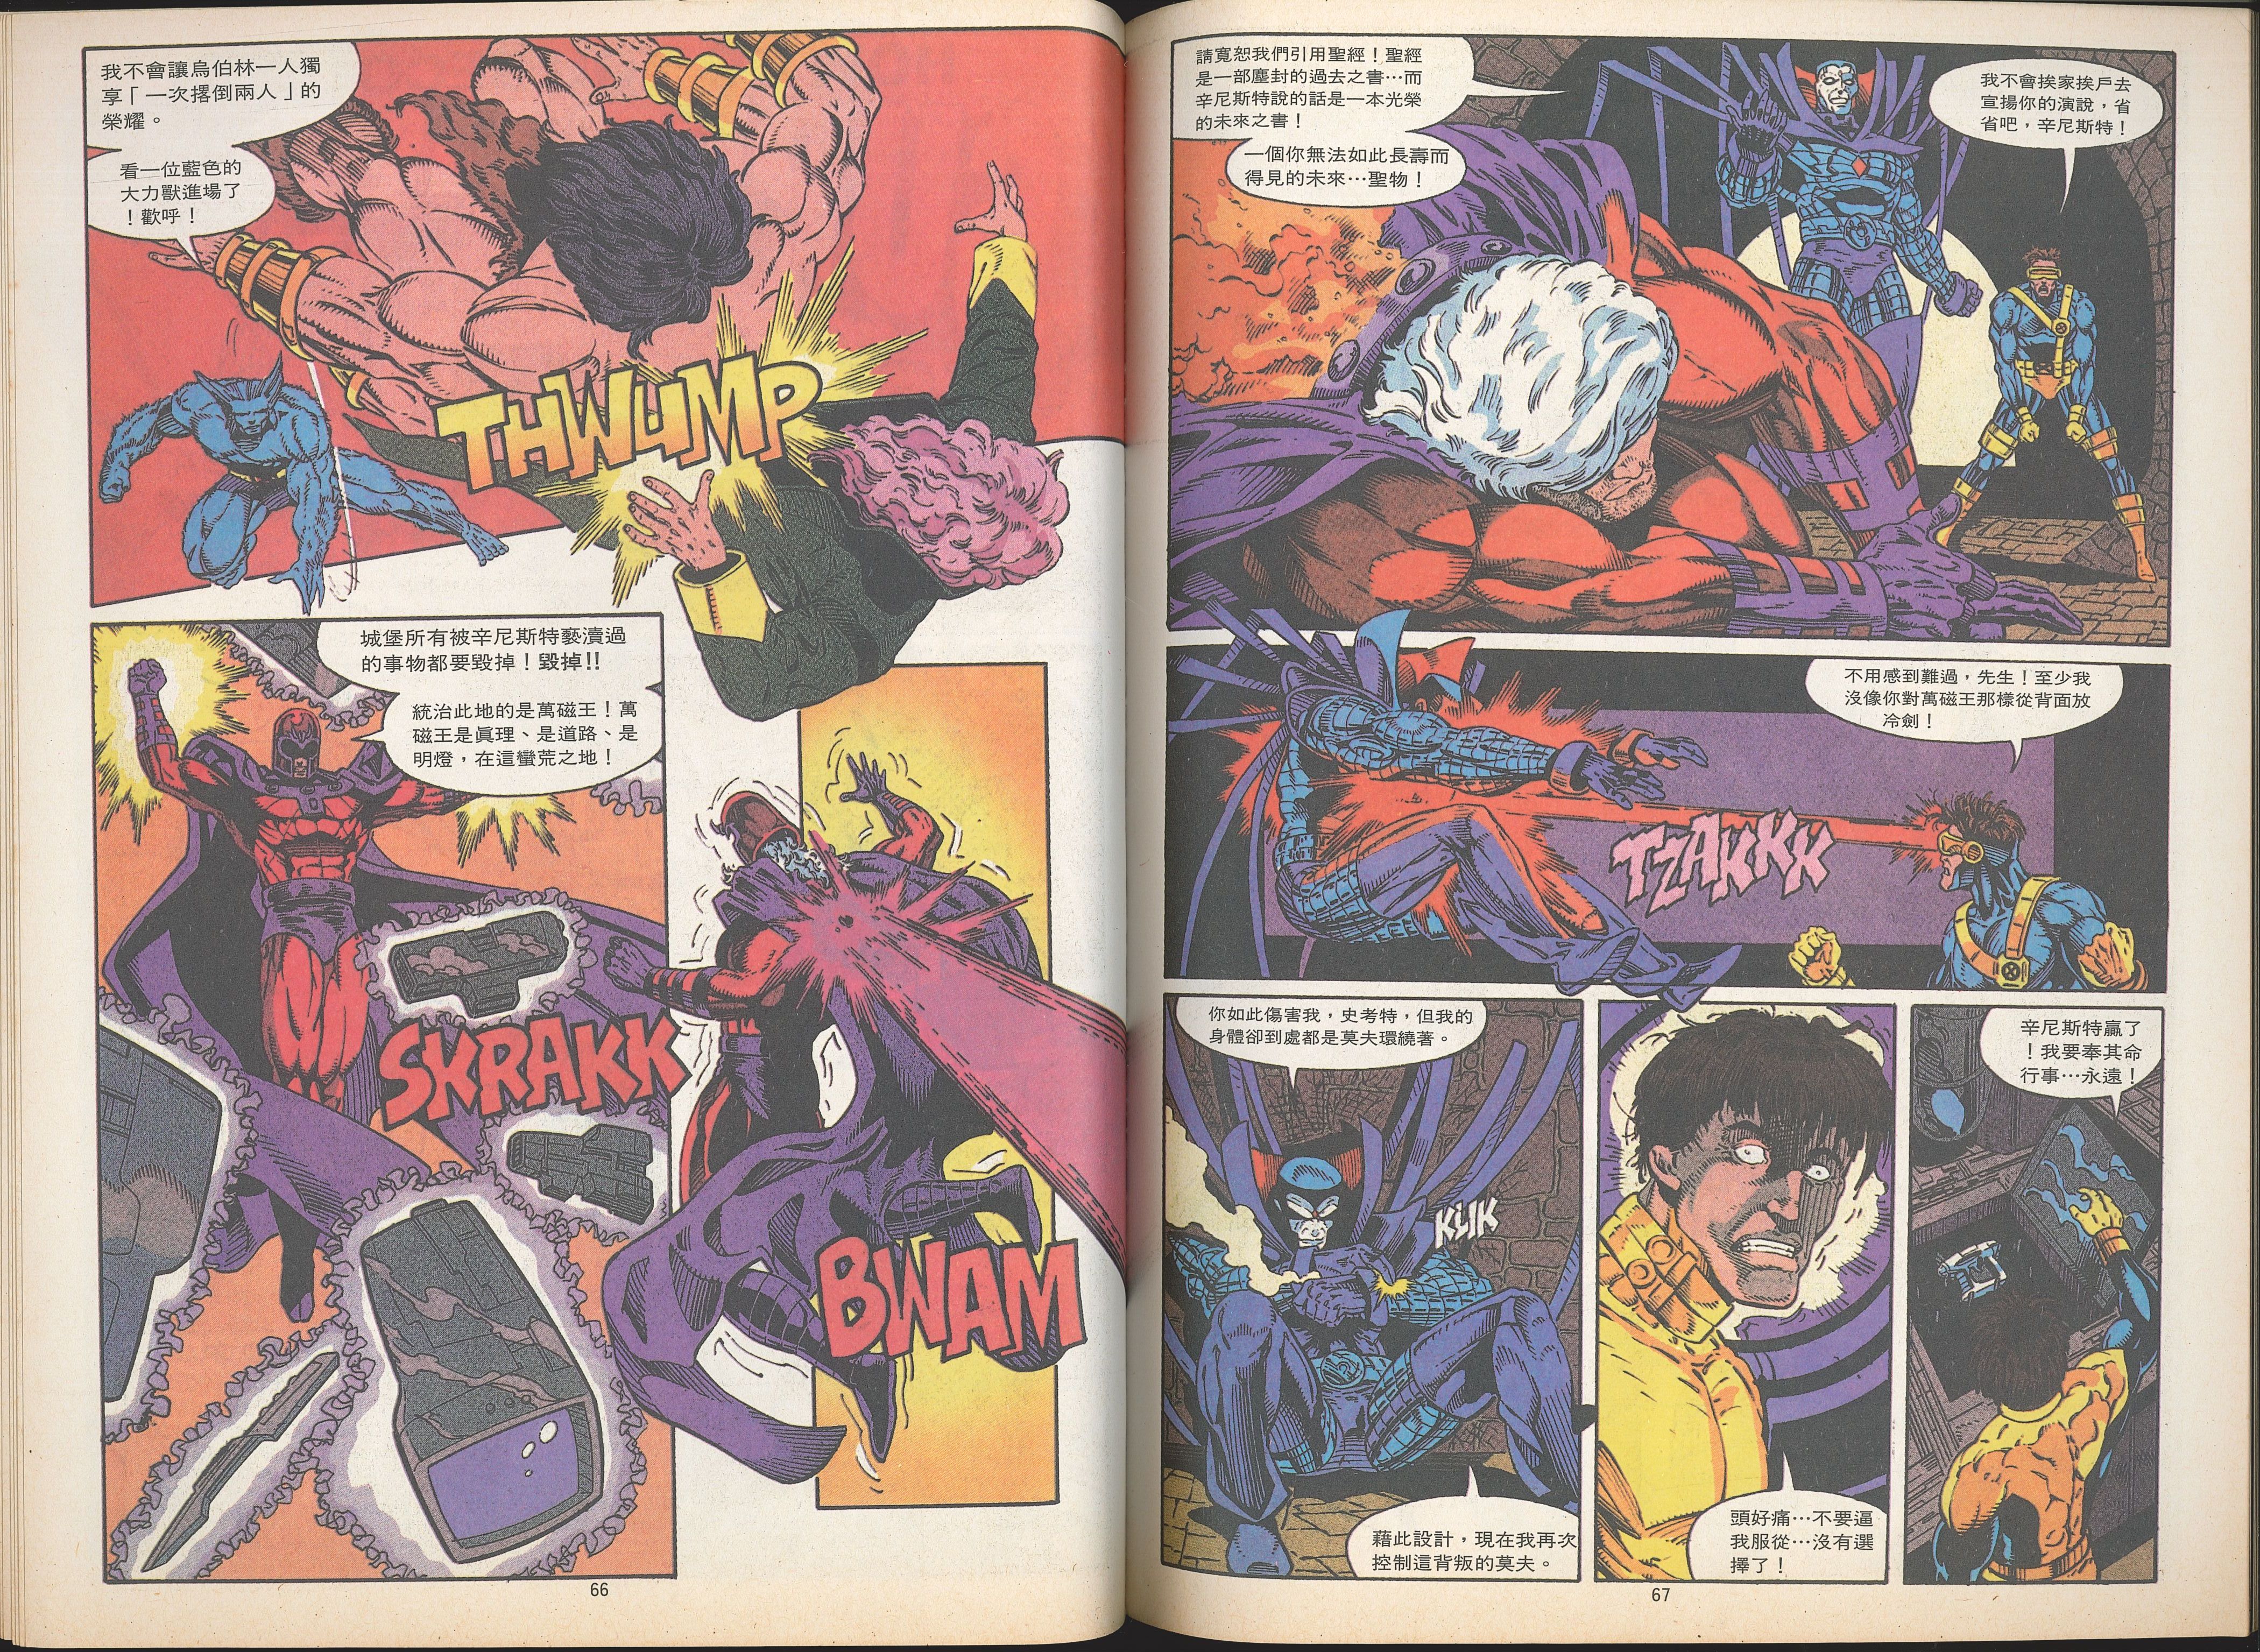 我不會讓烏伯林一人獨
享「一次撂倒兩人」的
榮耀。
看一位藍色的
大力獸進場了
！歡呼！
THWUMP
城堡所有被辛尼斯特褻瀆過
的事物都要毀掉！毀掉!!
統治此地的是萬磁王！萬
磁王是眞理、是道路、是
明燈，在這蠻荒之地！
SKRAKK
BWAM
66
請寬恕我們引用聖經！聖經
是一部塵封的過去之書…而
辛尼斯特說的話是一本光榮
的未來之書！
一個你無法如此長壽而
得見的未來…聖物！
我不會挨家挨戶去
宣揚你的演說，省
省吧，辛尼斯特！
不用感到難過，先生！至少我
沒像你對萬磁王那樣從背面放
冷劍！
TZAKKK
你如此傷害我，史考特，但我的
身體卻到處都是莫夫環繞著。
KLIK
藉此設計，現在我再次
控制這背叛的莫夫。
頭好痛…不要逼
我服從…沒有選
擇了！
辛尼斯特贏了
！我要奉其命
行事…永遠！
67